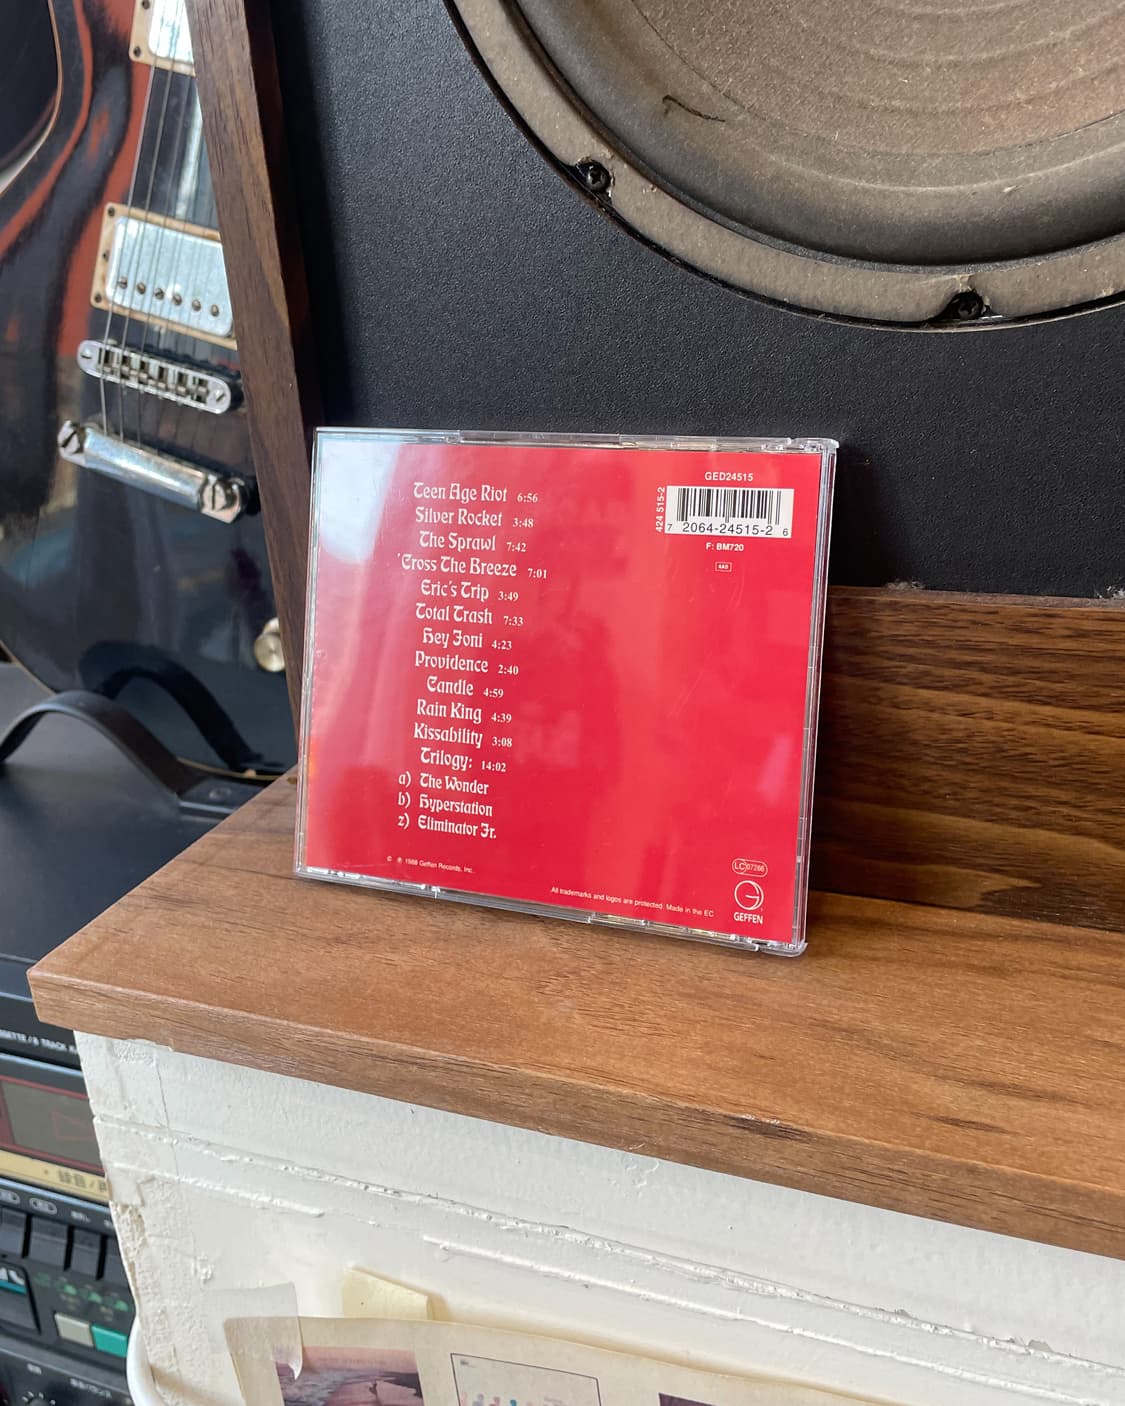 Teen Age Riot 6:56
Silver Rocket 3:48
The Sprawl 7:42
'Cross The Breeze 7:01
Eric's Trip 3:49
Total Trash 7:33
Hey Joni 4:23
Providence 2:40
Candle 4:59
Rain King 4:39
Kissability 3:08
Trilogy: 14:02
a) The Wonder
b) Hyperstation
z) Eliminator Jr.
© ℗ 1988 Geffen Records, Inc.
All trademarks and logos are protected. Made in the EC
GED24515
424 515-2
7 2064-24515-2 6
F: BM720
AAD
LC 07266
GEFFEN
TRACK